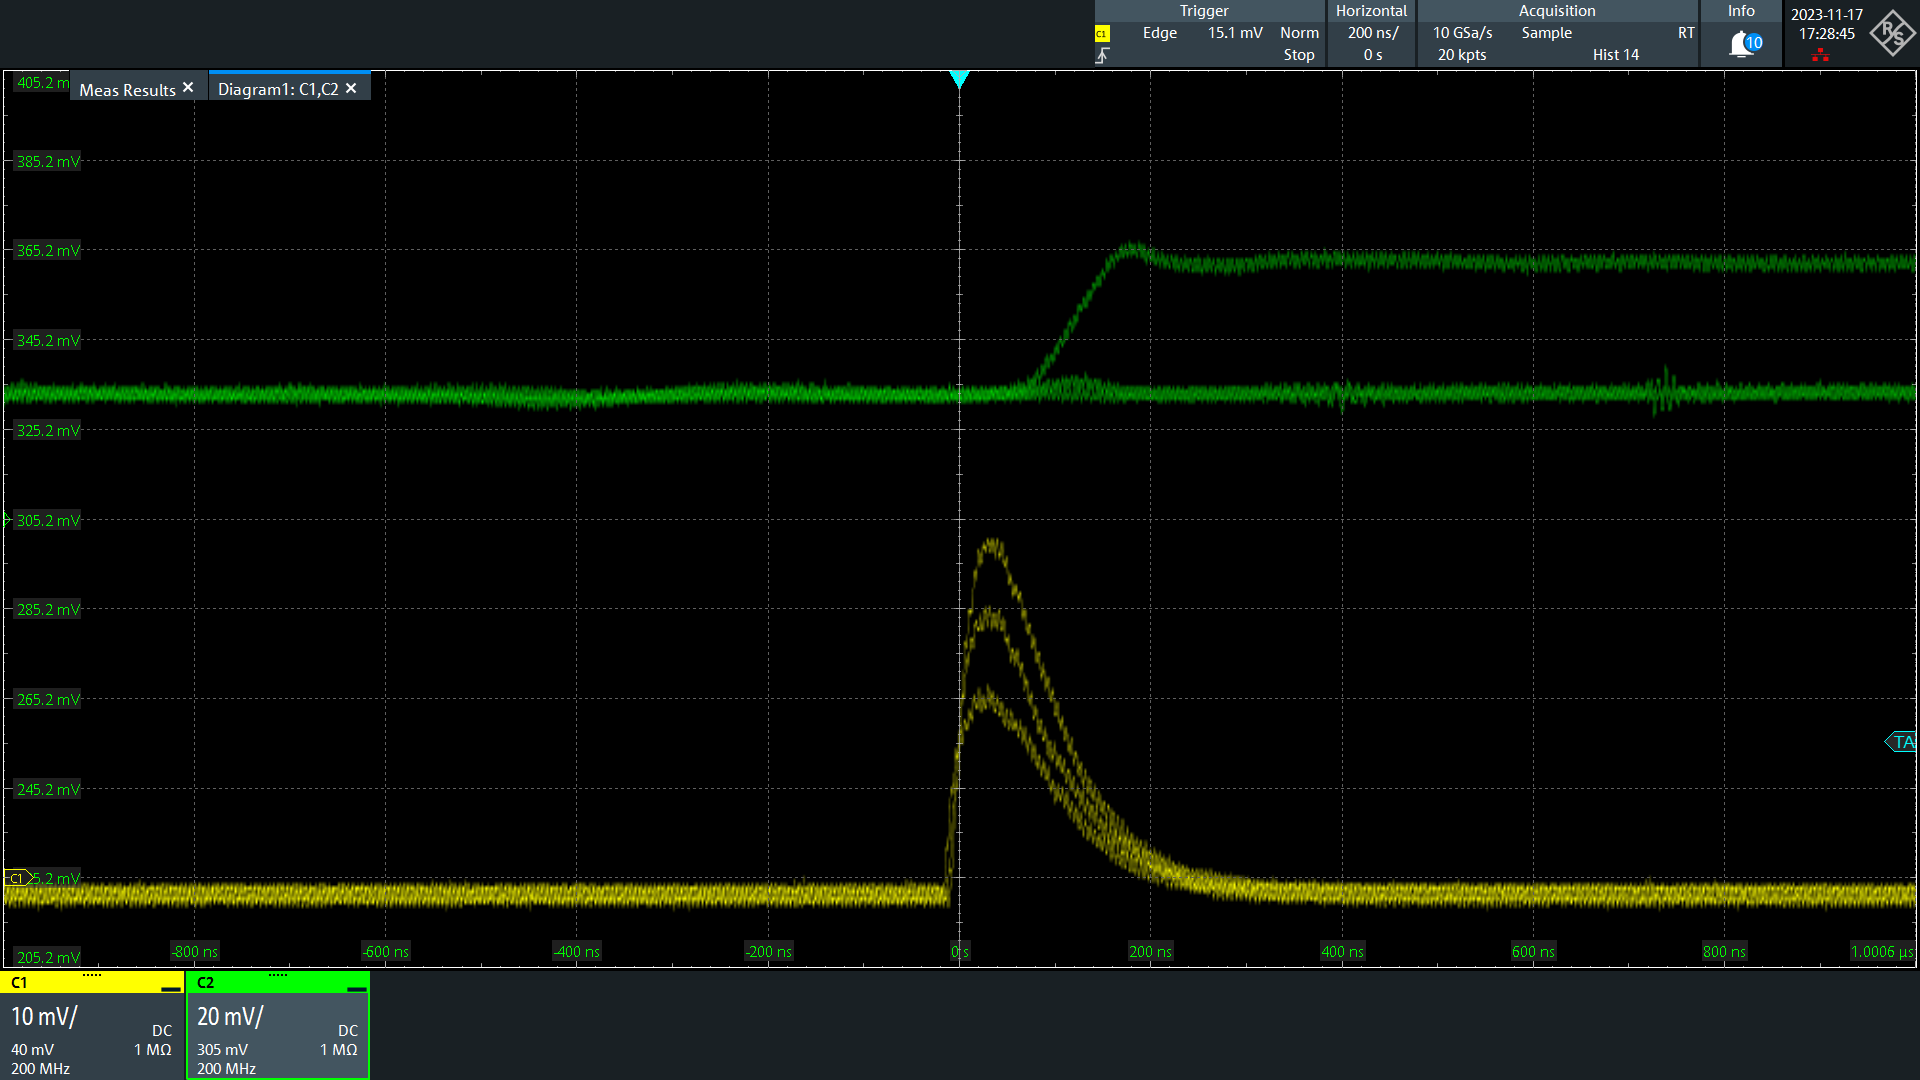 Trigger
C1 Edge 15.1 mV Norm
Stop
Horizontal
200 ns/
0 s
Acquisition
10 GSa/s Sample RT
20 kpts Hist 14
Info
10
2023-11-17
17:28:45
R S
Meas Results ✕
Diagram1: C1,C2 ✕
405.2 m
385.2 mV
365.2 mV
345.2 mV
325.2 mV
305.2 mV
285.2 mV
265.2 mV
TA
245.2 mV
C1 5.2 mV
205.2 mV
-800 ns -600 ns -400 ns -200 ns 0 s 200 ns 400 ns 600 ns 800 ns 1.0006 µs
C1
10 mV/
DC
40 mV 1 MΩ
200 MHz
C2
20 mV/
DC
305 mV 1 MΩ
200 MHz